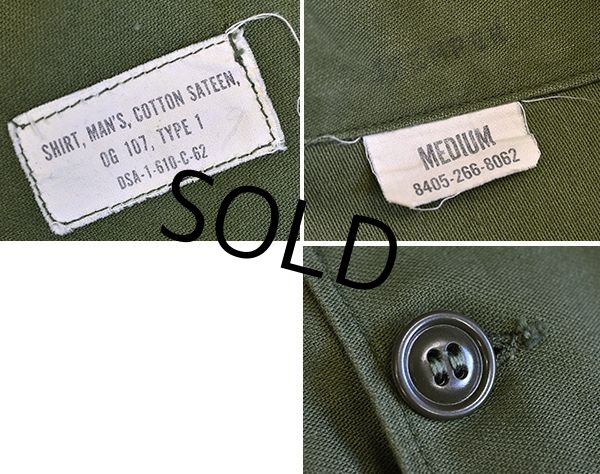 SHIRT, MAN'S, COTTON SATEEN,
OG 107, TYPE 1
DSA-1-610-C-62
MEDIUM
8405-266-8062
SOLD